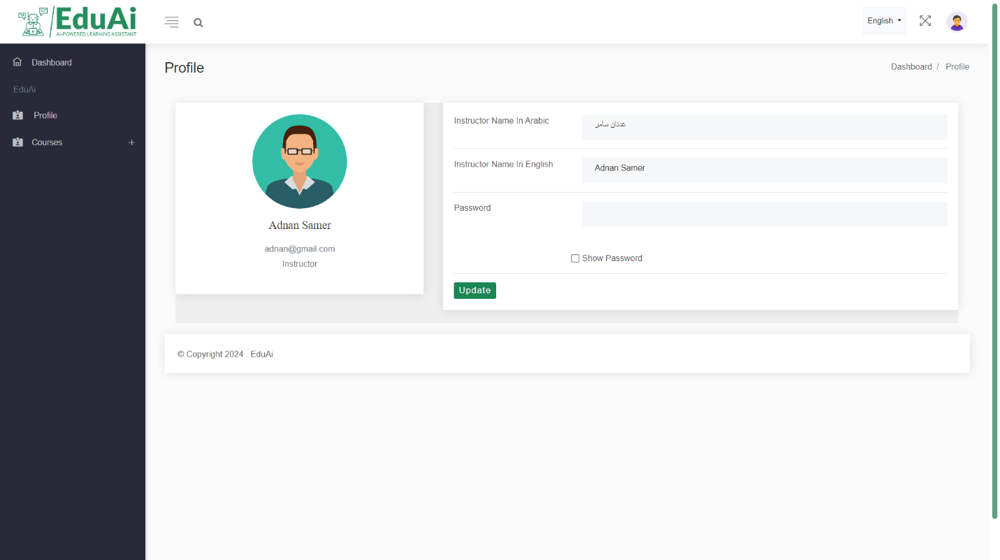 EduAi
AI-POWERED LEARNING ASSISTANT
English
Dashboard
EduAi
Profile
Courses
+
Profile
Dashboard / Profile
Adnan Samer
adnan@gmail.com
Instructor
Instructor Name In Arabic
عدنان سامر
Instructor Name In English
Adnan Samer
Password
Show Password
Update
© Copyright 2024 . EduAi